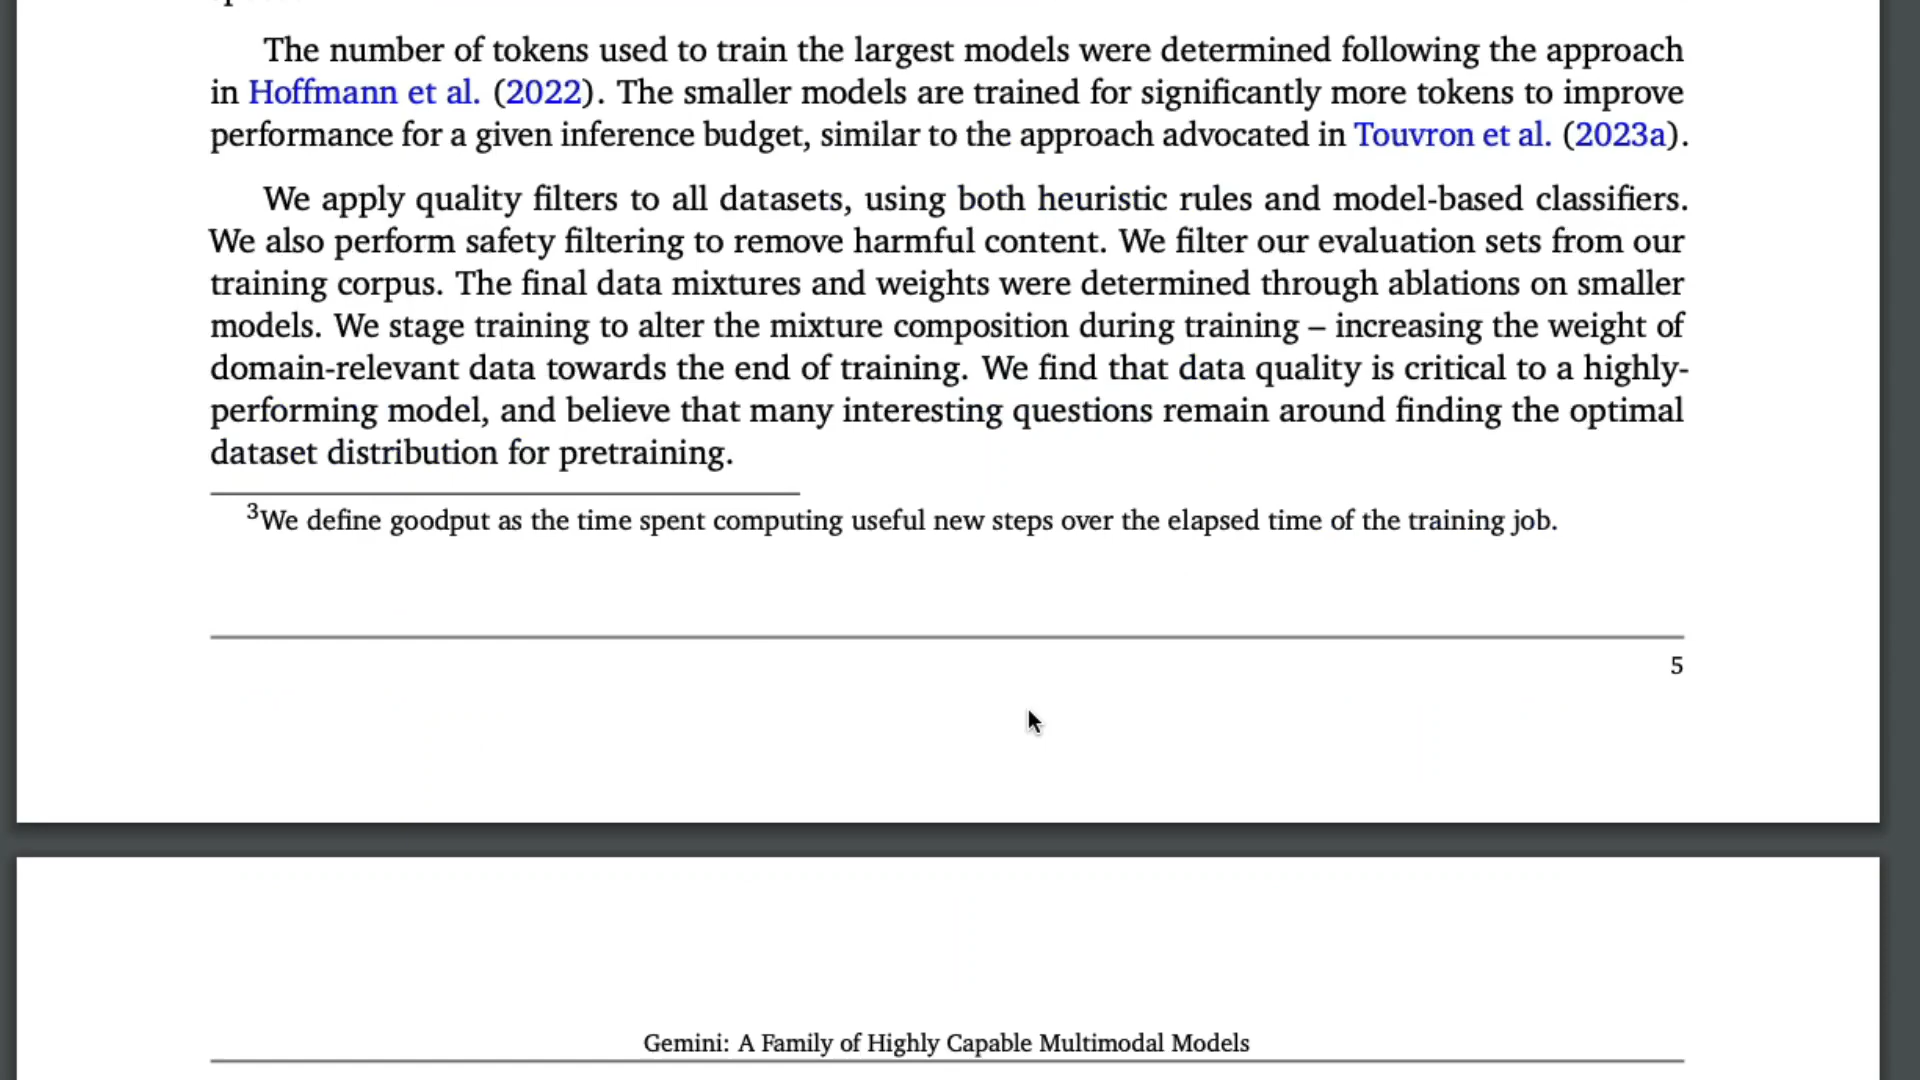 The number of tokens used to train the largest models were determined following the approach
in Hoffmann et al. (2022). The smaller models are trained for significantly more tokens to improve
performance for a given inference budget, similar to the approach advocated in Touvron et al. (2023a).
We apply quality filters to all datasets, using both heuristic rules and model-based classifiers.
We also perform safety filtering to remove harmful content. We filter our evaluation sets from our
training corpus. The final data mixtures and weights were determined through ablations on smaller
models. We stage training to alter the mixture composition during training – increasing the weight of
domain-relevant data towards the end of training. We find that data quality is critical to a highly-
performing model, and believe that many interesting questions remain around finding the optimal
dataset distribution for pretraining.
³We define goodput as the time spent computing useful new steps over the elapsed time of the training job.
5
Gemini: A Family of Highly Capable Multimodal Models